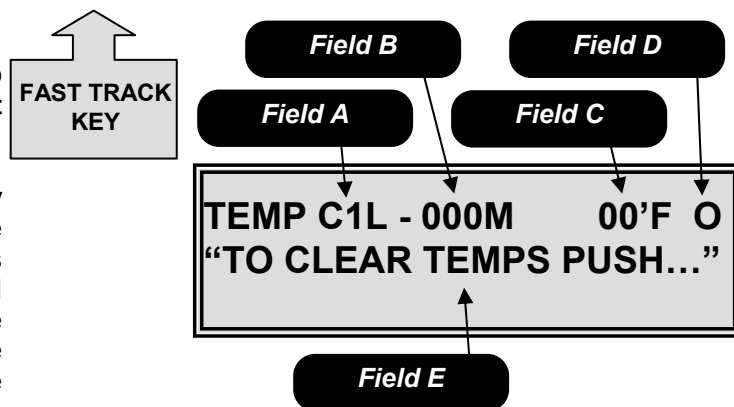 Field B
Field D
FAST TRACK
KEY
Field A
Field C
TEMP C1L - 000M 00’F O
“TO CLEAR TEMPS PUSH…”
Field E